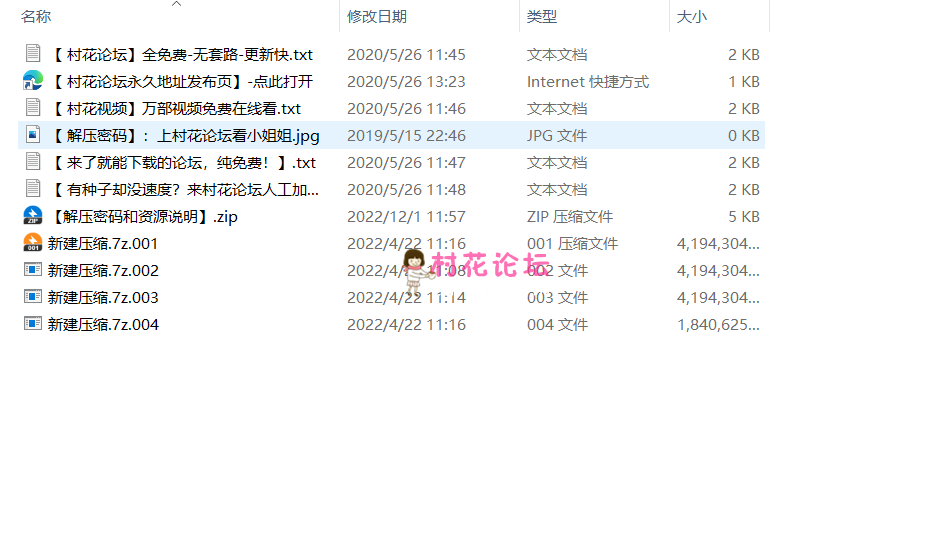 名称 修改日期 类型 大小
【 村花论坛】全免费-无套路-更新快.txt 2020/5/26 11:45 文本文档 2 KB
【 村花论坛永久地址发布页】-点此打开 2020/5/26 13:23 Internet 快捷方式 1 KB
【 村花视频】万部视频免费在线看.txt 2020/5/26 11:46 文本文档 2 KB
【 解压密码】：上村花论坛看小姐姐.jpg 2019/5/15 22:46 JPG 文件 0 KB
【 来了就能下载的论坛，纯免费！】.txt 2020/5/26 11:47 文本文档 2 KB
【 有种子却没速度？来村花论坛人工加... 2020/5/26 11:48 文本文档 2 KB
【解压密码和资源说明】.zip 2022/12/1 11:57 ZIP 压缩文件 5 KB
ZIP
新建压缩.7z.001 2022/4/22 11:16 001 压缩文件 4,194,304...
001
村花论坛
新建压缩.7z.002 2022/4/22 11:08 002 文件 4,194,304...
新建压缩.7z.003 2022/4/22 11:14 003 文件 4,194,304...
新建压缩.7z.004 2022/4/22 11:16 004 文件 1,840,625...